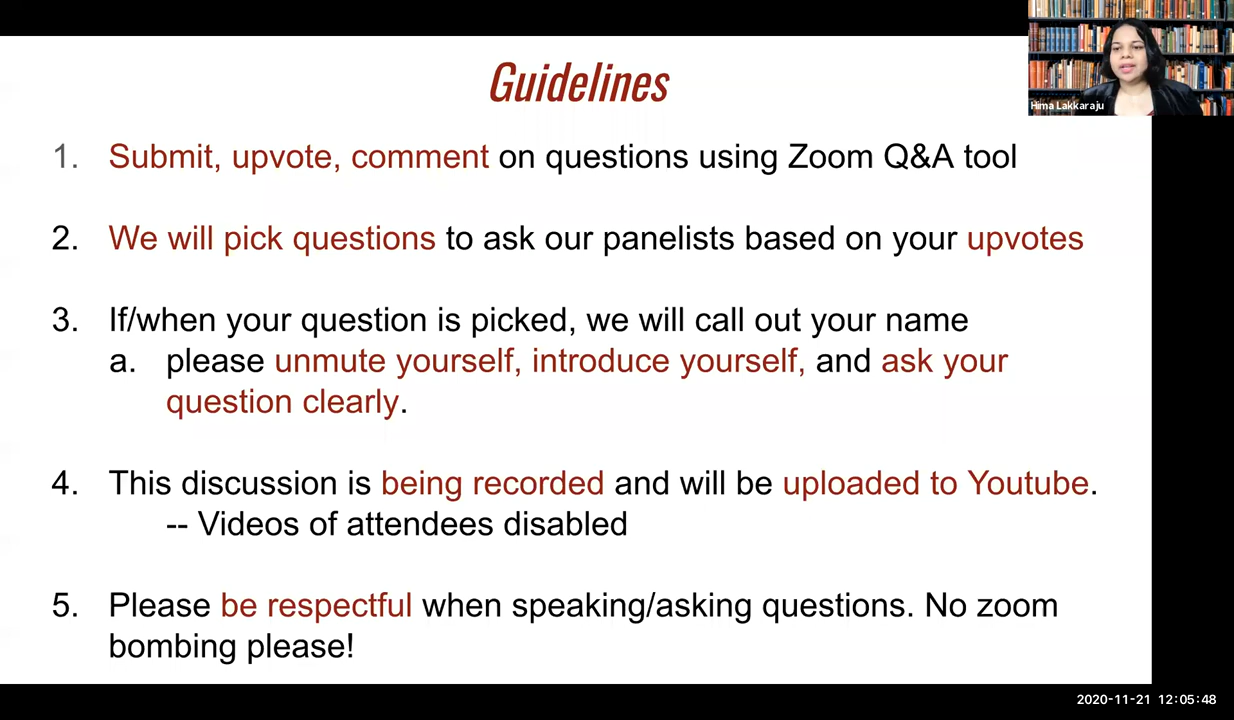 Guidelines
Hima Lakkaraju
1. Submit, upvote, comment on questions using Zoom Q&A tool
2. We will pick questions to ask our panelists based on your upvotes
3. If/when your question is picked, we will call out your name
a. please unmute yourself, introduce yourself, and ask your
question clearly.
4. This discussion is being recorded and will be uploaded to Youtube.
-- Videos of attendees disabled
5. Please be respectful when speaking/asking questions. No zoom
bombing please!
2020-11-21 12:05:48